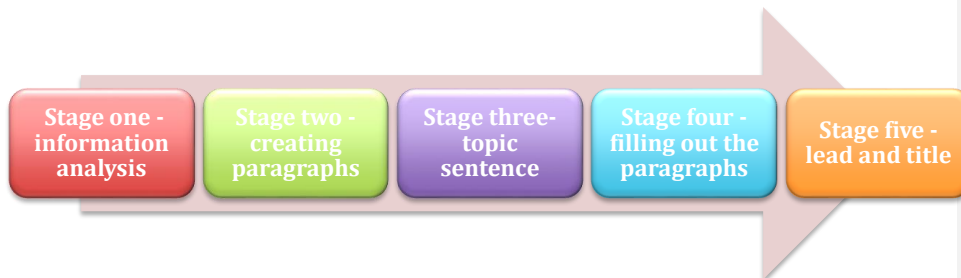 Stage one -
information
analysis
Stage two -
creating
paragraphs
Stage three-
topic
sentence
Stage four -
filling out the
paragraphs
Stage five -
lead and title